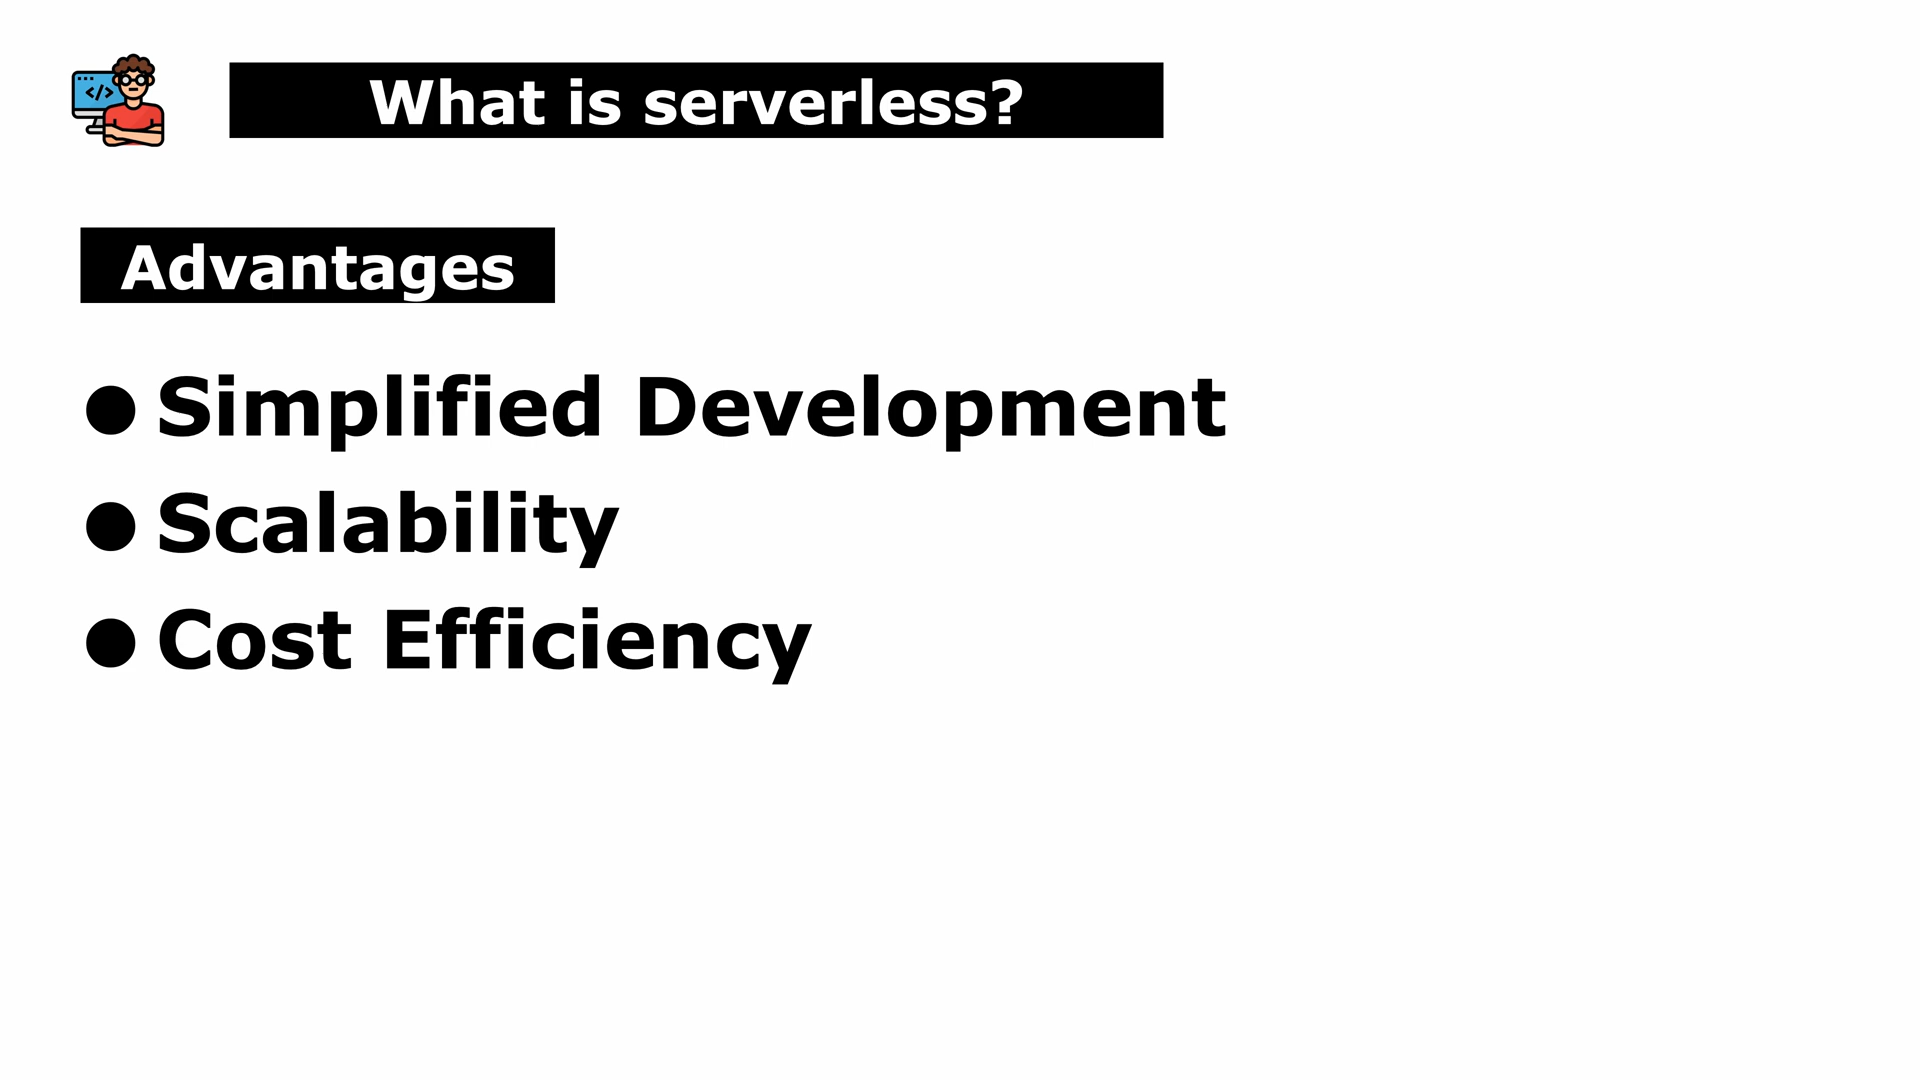 </>
What is serverless?
Advantages
● Simplified Development
● Scalability
● Cost Efficiency